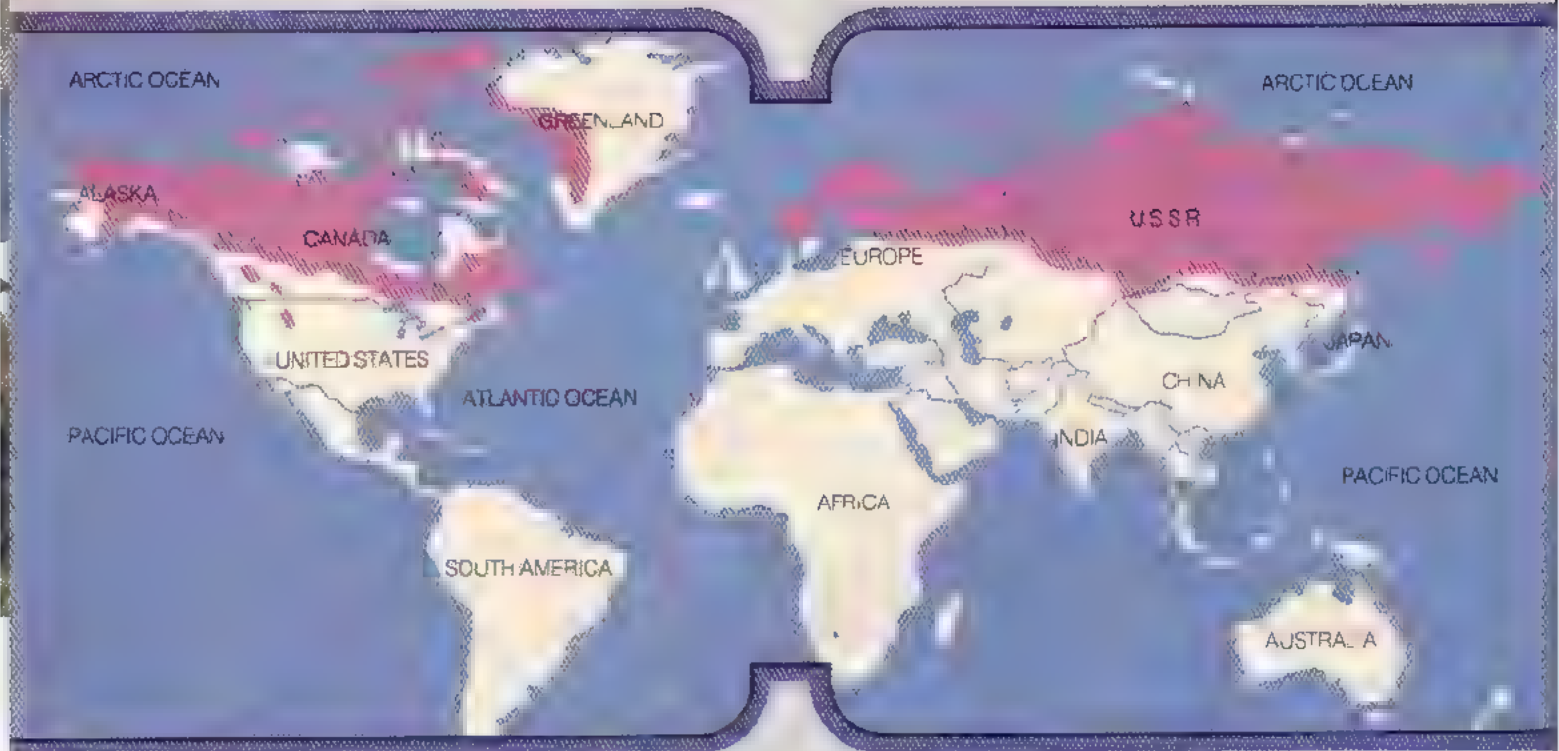 ARCTIC OCEAN
ARCTIC OCEAN
GREENLAND
ALASKA
CANADA
USSR
EUROPE
UNITED STATES
JAPAN
CHINA
ATLANTIC OCEAN
PACIFIC OCEAN
INDIA
PACIFIC OCEAN
AFRICA
SOUTH AMERICA
AUSTRALIA